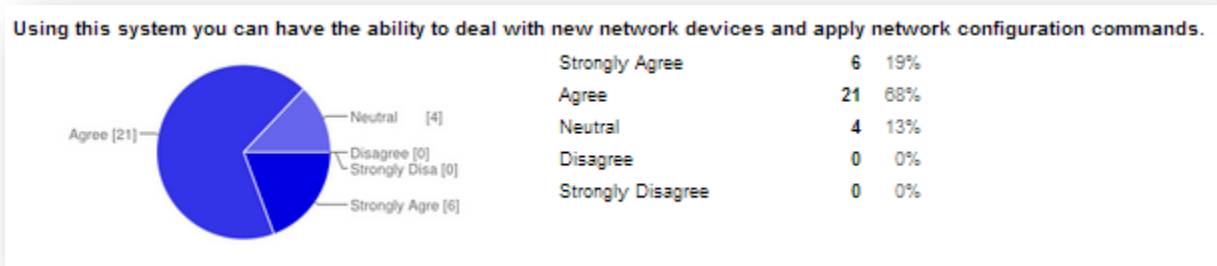 Using this system you can have the ability to deal with new network devices and apply network configuration commands.
Agree [21]
Neutral [4]
Disagree [0]
Strongly Disa [0]
Strongly Agre [6]
Strongly Agree 6 19%
Agree 21 68%
Neutral 4 13%
Disagree 0 0%
Strongly Disagree 0 0%